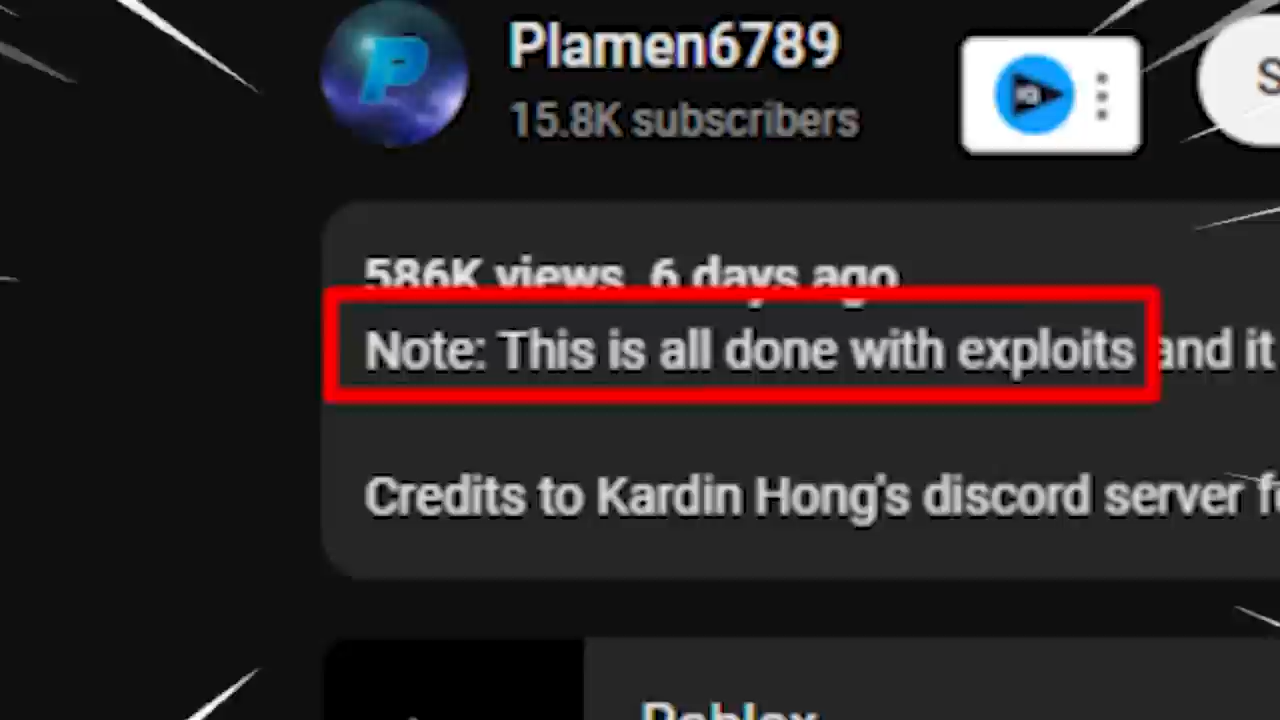 Plamen6789
15.8K subscribers
S
586K views 6 days ago
Note: This is all done with exploits and it
Credits to Kardin Hong's discord server f
Roblox